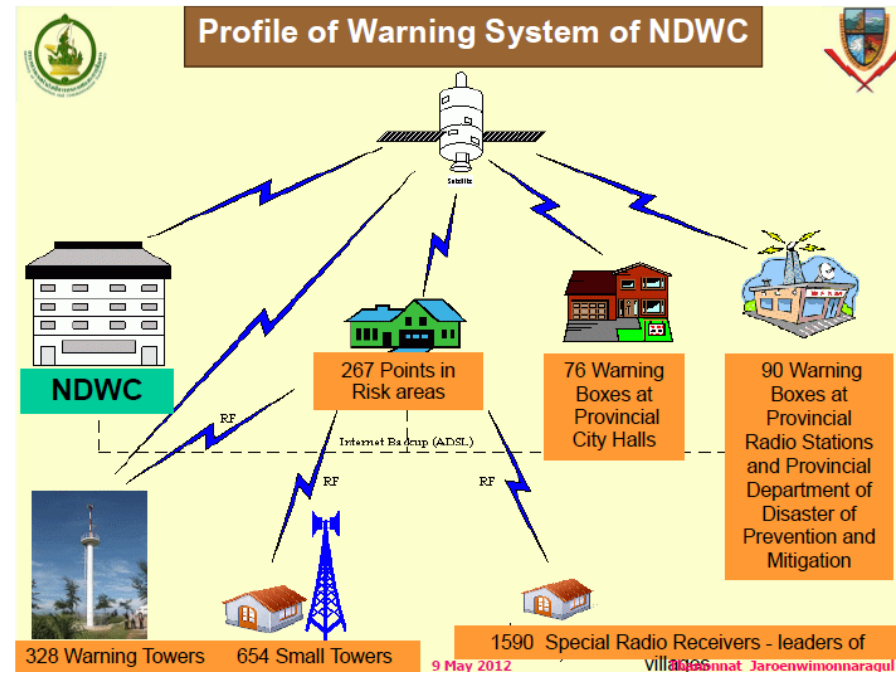 Profile of Warning System of NDWC
Satellite
NDWC
267 Points in
Risk areas
76 Warning
Boxes at
Provincial
City Halls
90 Warning
Boxes at
Provincial
Radio Stations
and Provincial
Department of
Disaster of
Prevention and
Mitigation
RF
Internet Backup (ADSL)
RF
RF
328 Warning Towers
654 Small Towers
1590 Special Radio Receivers - leaders of
villages
9 May 2012
Jaroenwimonnaragul